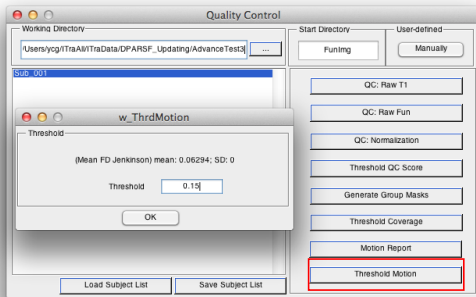 Quality Control
Working Directory
/Users/ycg/ITraAll/ITraData/DPARSF_Updating/AdvanceTest3
...
Start Directory
FunImg
User-defined
Manually
Sub_001
QC: Raw T1
QC: Raw Fun
QC: Normalization
Threshold QC Score
Generate Group Masks
Threshold Coverage
Motion Report
Threshold Motion
w_ThrdMotion
Threshold
(Mean FD Jenkinson) mean: 0.06294; SD: 0
Threshold
0.15
OK
Load Subject List
Save Subject List